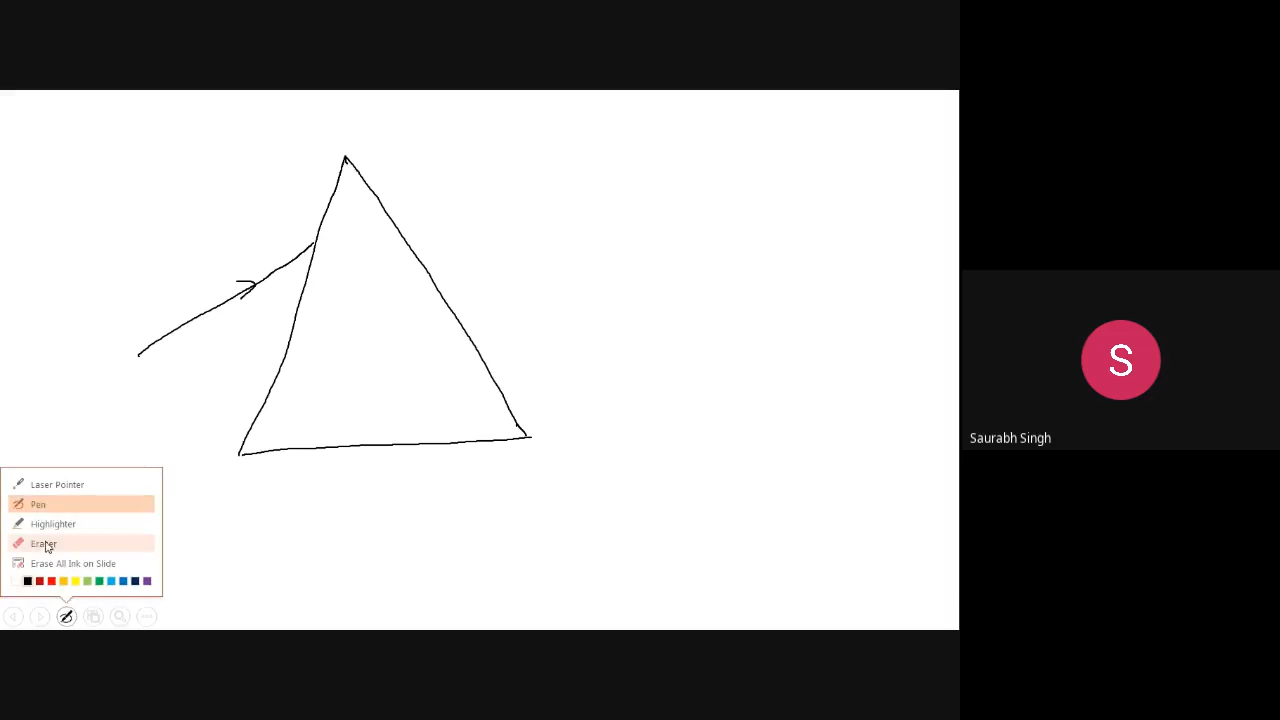 Laser Pointer
Pen
Highlighter
Eraser
Erase All Ink on Slide
S
Saurabh Singh